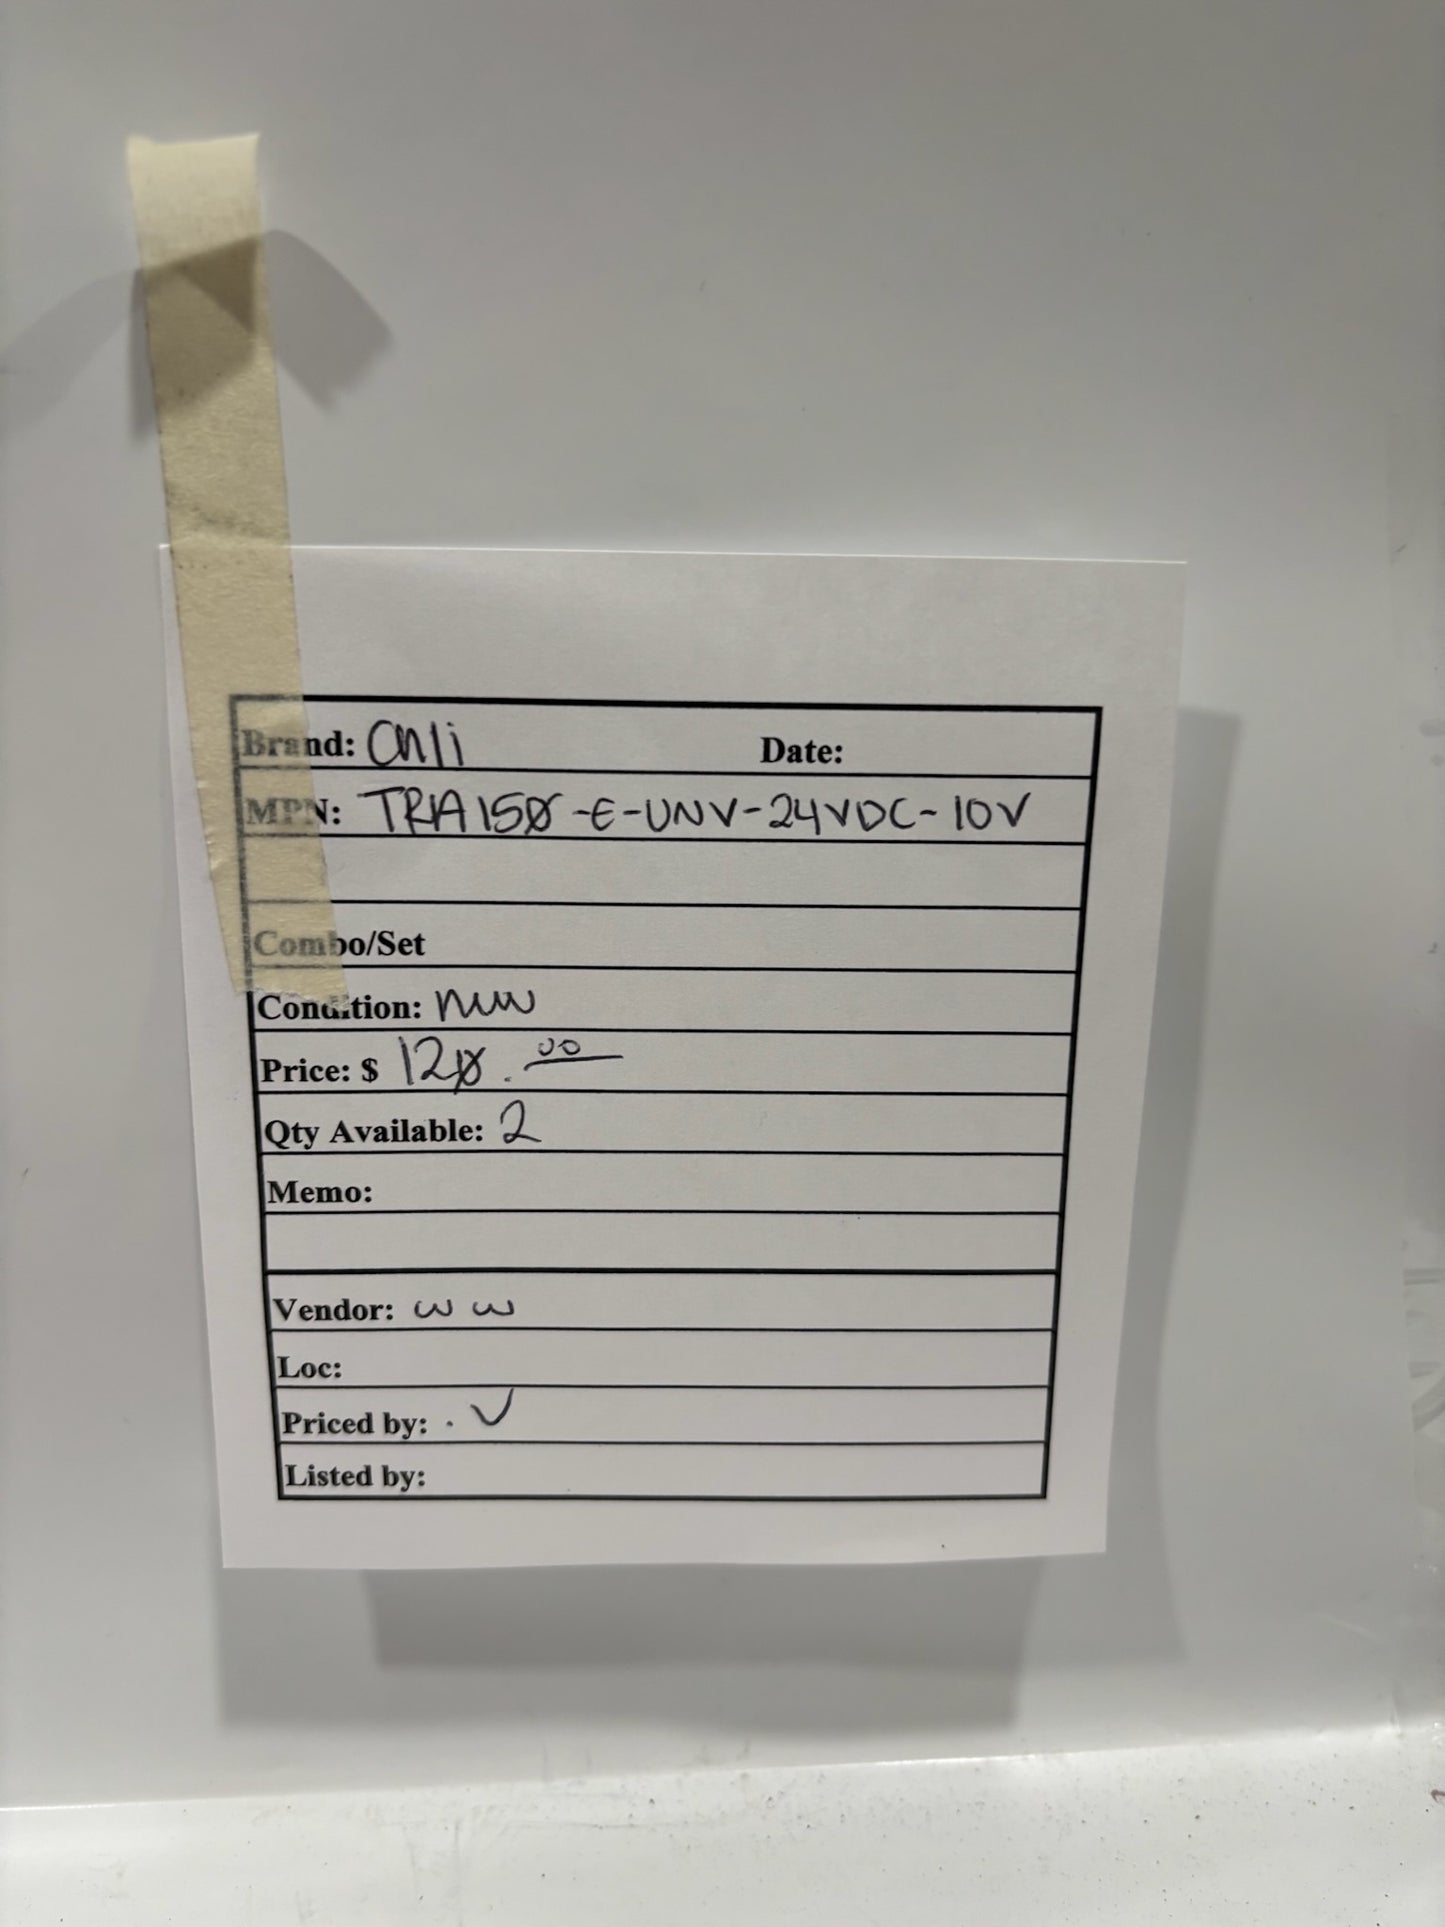 Brand: Anli Date:
MPN: TRIA150-E-UNV-24VDC-10V
Combo/Set
Condition: new
Price: $ 120.00
Qty Available: 2
Memo:
Vendor: WW
Loc:
Priced by: . V
Listed by: